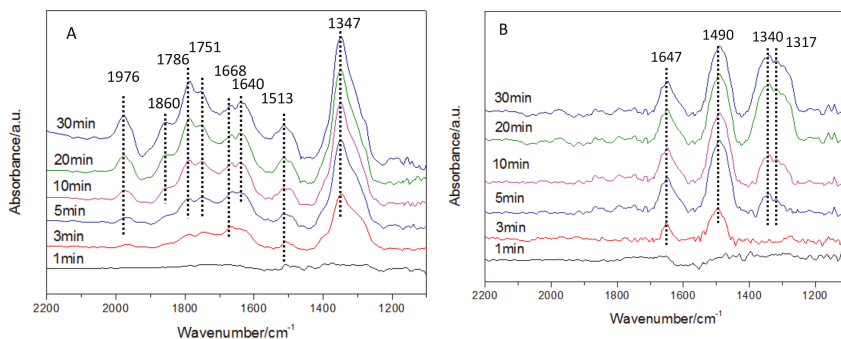 A
1976
1860
1786
1751
1668
1640
1513
1347
30min
20min
10min
5min
3min
1min
Absorbance/a.u.
2200 2000 1800 1600 1400 1200
Wavenumber/cm-1
B
1647
1490
1340
1317
30min
20min
10min
5min
3min
1min
Absorbance/a.u.
2200 2000 1800 1600 1400 1200
Wavenumber/cm-1